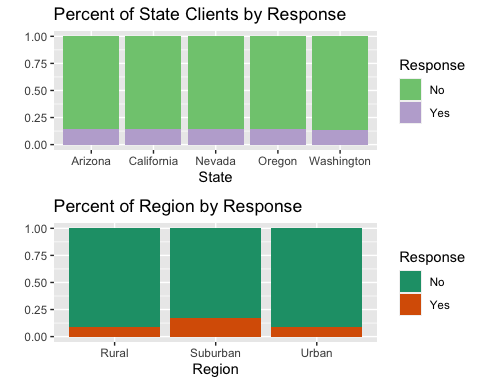 Percent of State Clients by Response
1.00
0.75
0.50
0.25
0.00
Arizona California Nevada Oregon Washington
State
Response
No
Yes
Percent of Region by Response
1.00
0.75
0.50
0.25
0.00
Rural Suburban Urban
Region
Response
No
Yes